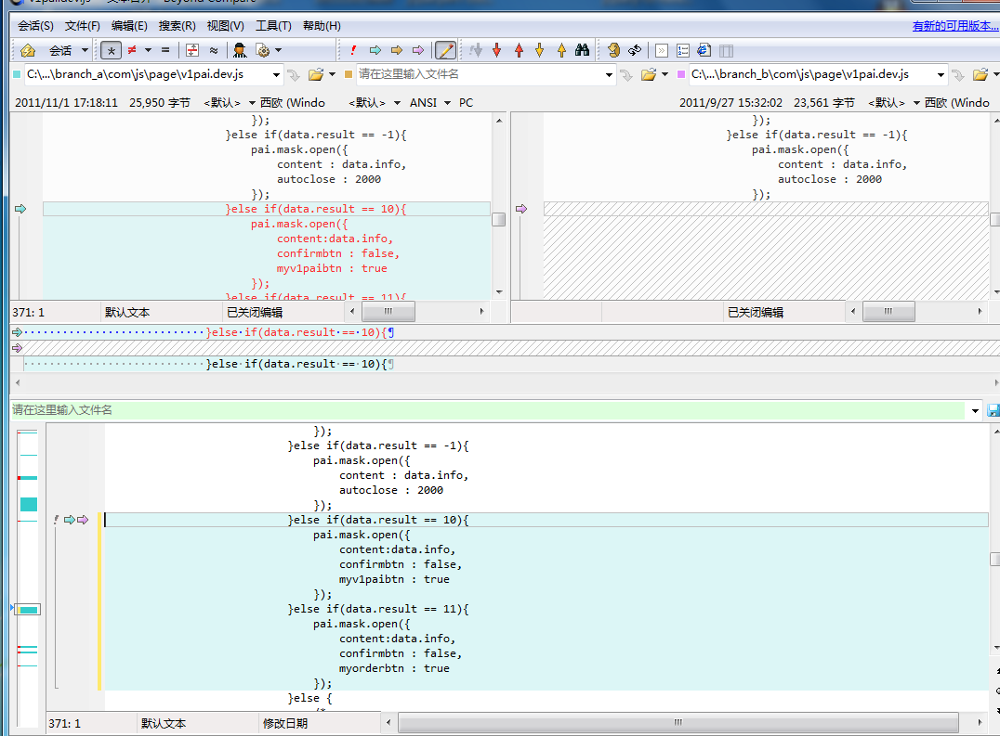 会话(S) 文件(F) 编辑(E) 搜索(R) 视图(V) 工具(T) 帮助(H) 有新的可用版本...
会话
C:\...\branch_a\com\js\page\v1pai.dev.js 请在这里输入文件名 C:\...\branch_b\com\js\page\v1pai.dev.js
2011/11/1 17:18:11 25,950 字节 <默认> 西欧 (Windo <默认> ANSI PC 2011/9/27 15:32:02 23,561 字节 <默认> 西欧 (Windo
});
}else if(data.result == -1){
pai.mask.open({
content : data.info,
autoclose : 2000
});
}else if(data.result == 10){
pai.mask.open({
content:data.info,
confirmbtn : false,
myv1paibtn : true
});
}else if(data.result == 11){
});
}else if(data.result == -1){
pai.mask.open({
content : data.info,
autoclose : 2000
});
371: 1 默认文本 已关闭编辑 已关闭编辑
}else·if(data.result·==·10){¶
}else·if(data.result·==·10){¶
请在这里输入文件名
});
}else if(data.result == -1){
pai.mask.open({
content : data.info,
autoclose : 2000
});
}else if(data.result == 10){
pai.mask.open({
content:data.info,
confirmbtn : false,
myv1paibtn : true
});
}else if(data.result == 11){
pai.mask.open({
content:data.info,
confirmbtn : false,
myorderbtn : true
});
}else {
/*
371: 1 默认文本 修改日期